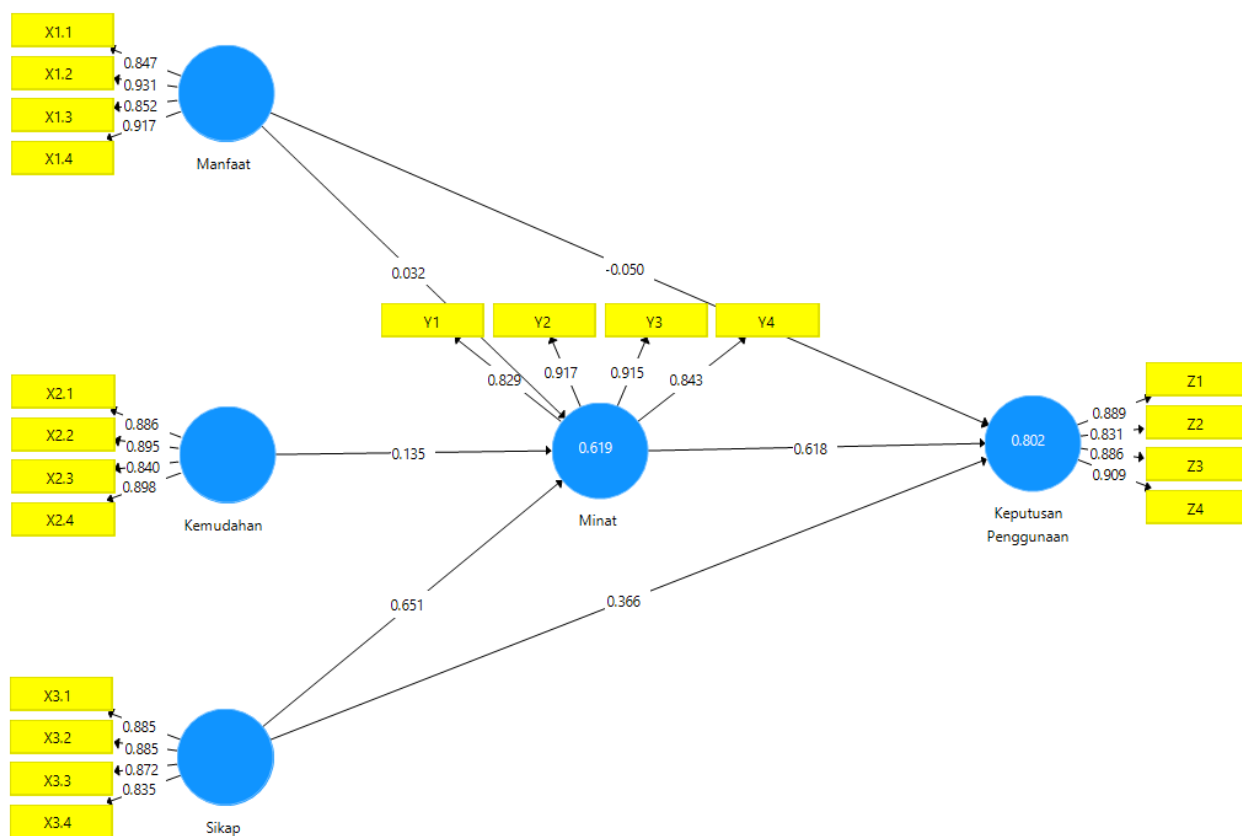 X1.1
0.847
X1.2
0.931
X1.3
0.852
X1.4
0.917
Manfaat
0.032
-0.050
Y1
Y2
Y3
Y4
0.829
0.917
0.915
0.843
X2.1
0.886
X2.2
0.895
X2.3
0.840
X2.4
0.898
Kemudahan
0.135
0.619
Minat
0.618
0.802
Keputusan
Penggunaan
Z1
0.889
Z2
0.831
Z3
0.886
Z4
0.909
0.651
0.366
X3.1
0.885
X3.2
0.885
X3.3
0.872
X3.4
0.835
Sikap